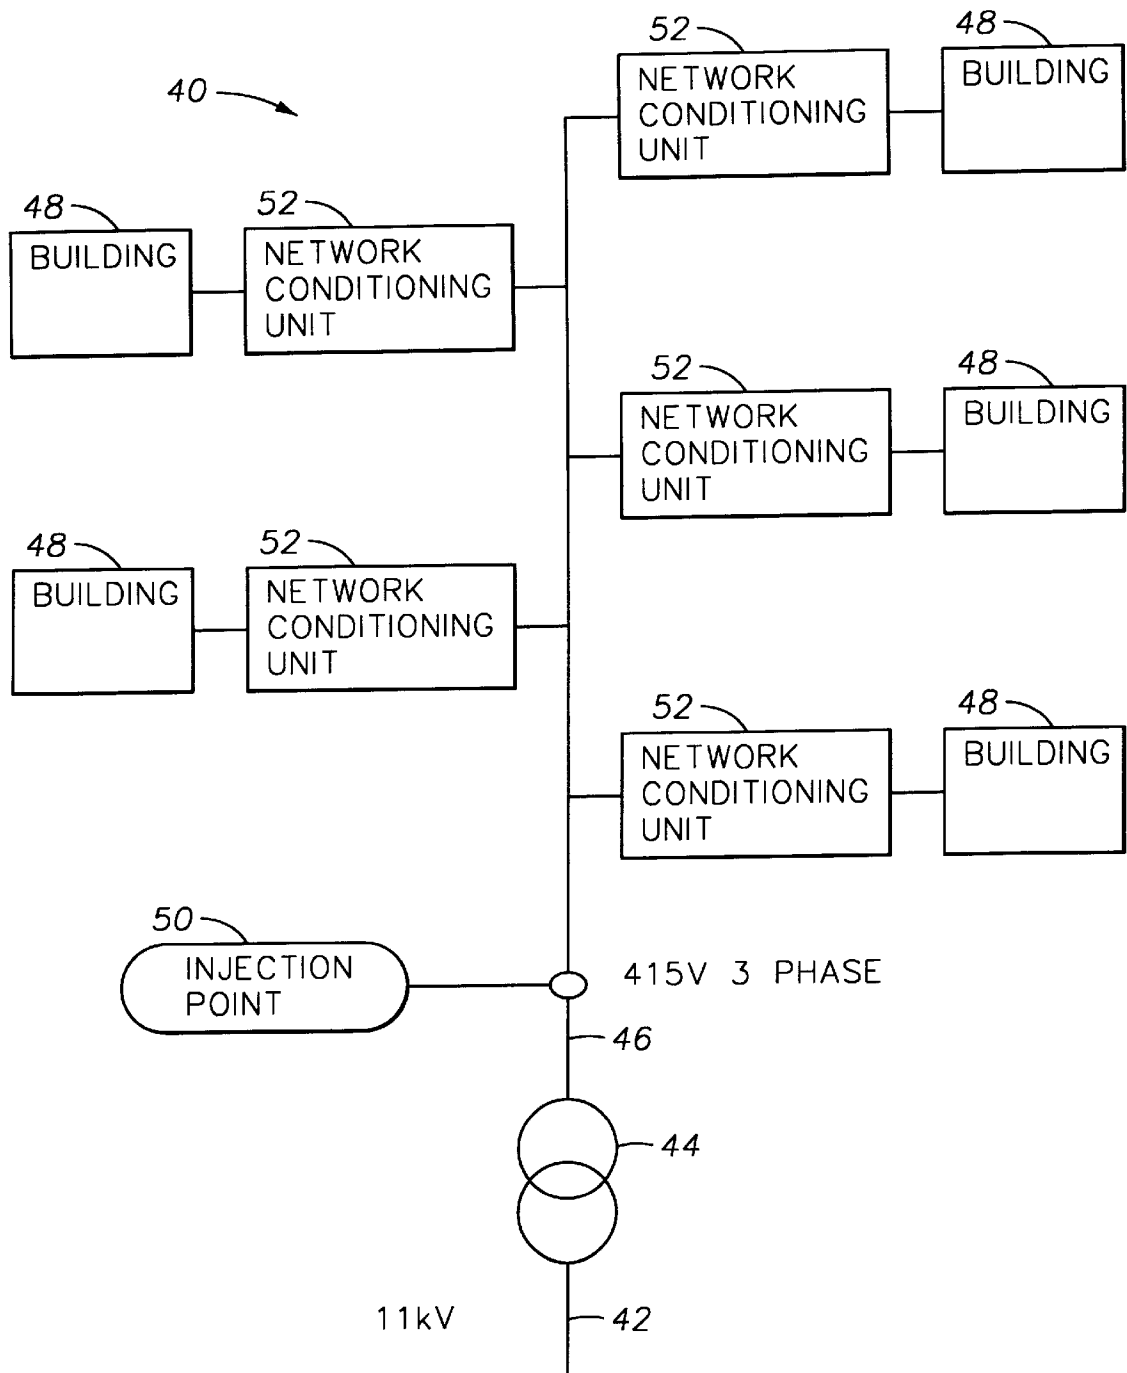 52
48
NETWORK
CONDITIONING
UNIT
BUILDING
40
48
52
BUILDING
NETWORK
CONDITIONING
UNIT
52
48
NETWORK
CONDITIONING
UNIT
BUILDING
48
52
BUILDING
NETWORK
CONDITIONING
UNIT
52
48
NETWORK
CONDITIONING
UNIT
BUILDING
50
INJECTION
POINT
415V 3 PHASE
46
44
11kV
42